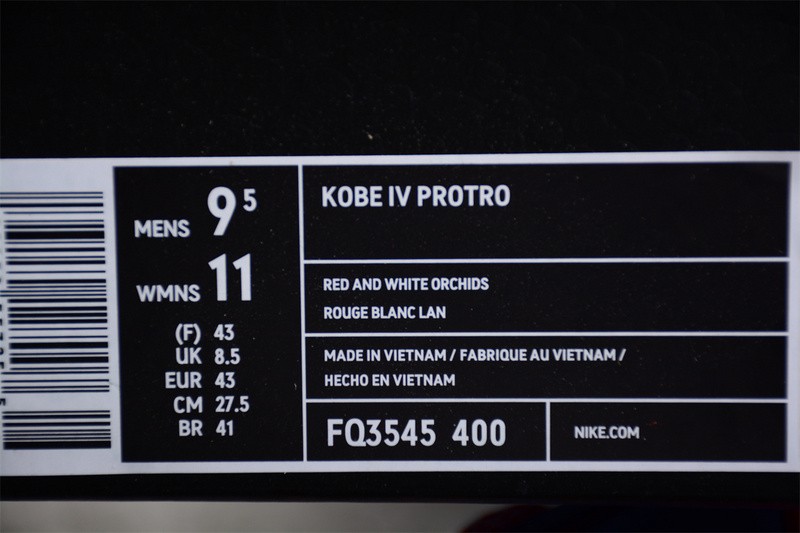 MENS 9 5
WMNS 11
(F) 43
UK 8.5
EUR 43
CM 27.5
BR 41
KOBE IV PROTRO
RED AND WHITE ORCHIDS
ROUGE BLANC LAN
MADE IN VIETNAM / FABRIQUE AU VIETNAM /
HECHO EN VIETNAM
FQ3545 400
NIKE.COM